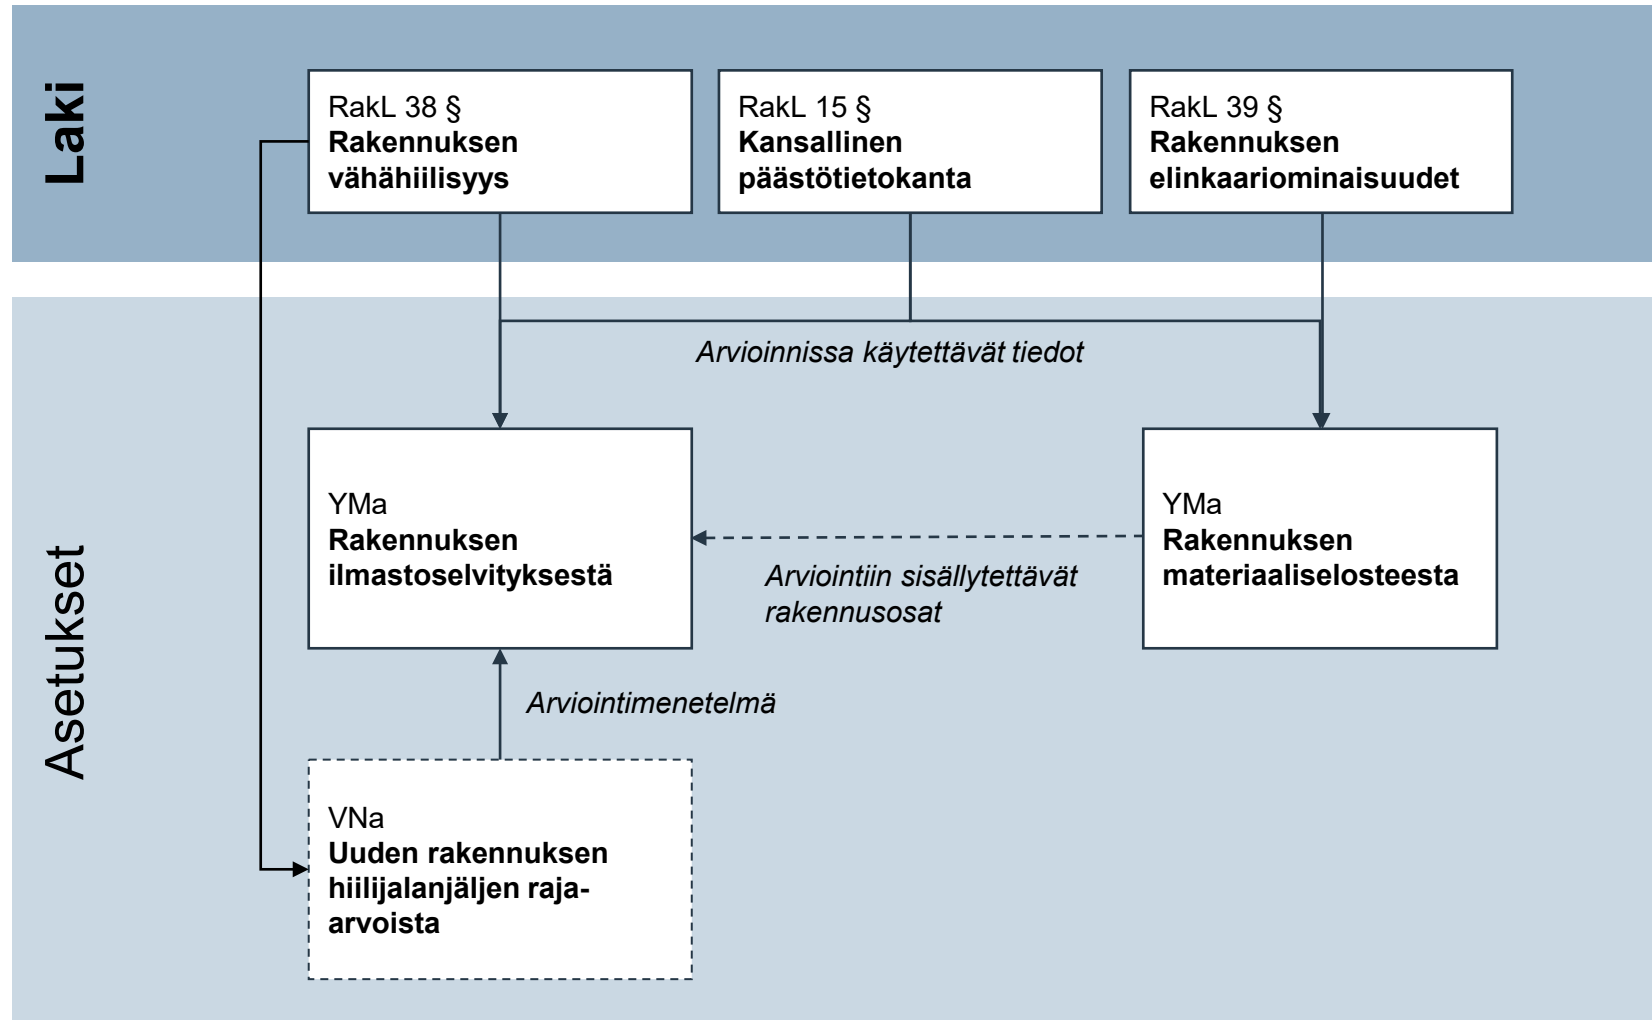 Laki
RakL 38 §
Rakennuksen
vähähiilisyys
RakL 15 §
Kansallinen
päästötietokanta
RakL 39 §
Rakennuksen
elinkaariominaisuudet
Asetukset
Arvioinnissa käytettävät tiedot
YMa
Rakennuksen
ilmastoselvityksestä
Arviointiin sisällytettävät
rakennusosat
YMa
Rakennuksen
materiaaliselosteesta
Arviointimenetelmä
VNa
Uuden rakennuksen
hiilijalanjäljen raja-
arvoista